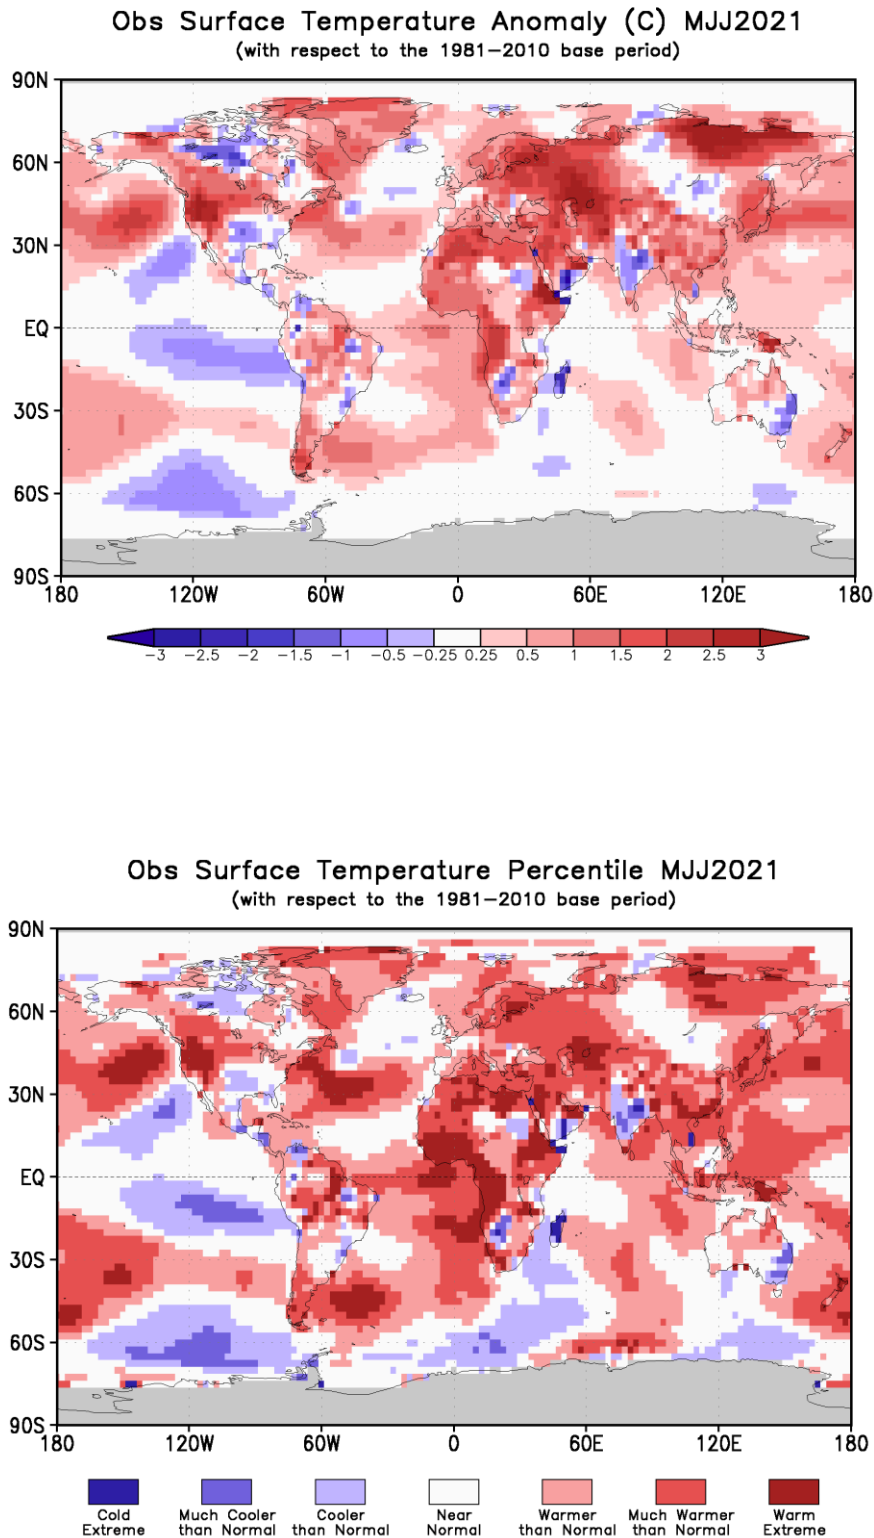 Obs Surface Temperature Anomaly (C) MJJ2021
(with respect to the 1981–2010 base period)
90N
60N
30N
EQ
30S
60S
90S
180 120W 60W 0 60E 120E 180
−3 −2.5 −2 −1.5 −1 −0.5 −0.25 0.25 0.5 1 1.5 2 2.5 3
Obs Surface Temperature Percentile MJJ2021
(with respect to the 1981–2010 base period)
90N
60N
30N
EQ
30S
60S
90S
180 120W 60W 0 60E 120E 180
Cold Much Cooler Cooler Near Warmer Much Warmer Warm
Extreme than Normal than Normal Normal than Normal than Normal Extreme